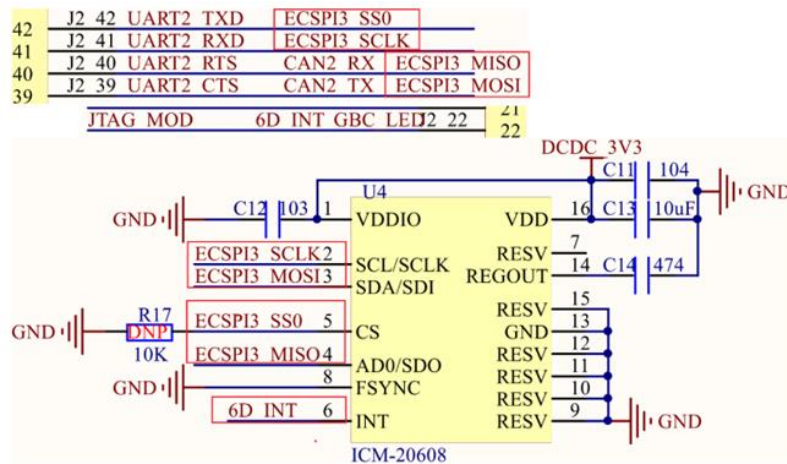 42 J2 42 UART2 TXD ECSPI3 SS0
41 J2 41 UART2 RXD ECSPI3 SCLK
40 J2 40 UART2 RTS CAN2 RX ECSPI3 MISO
39 J2 39 UART2 CTS CAN2 TX ECSPI3 MOSI
21
JTAG MOD 6D INT GBC LED J2 22 22
DCDC 3V3
U4
C11 104
GND
GND C12 103 1 VDDIO VDD 16 C13 10uF
RESV 7
ECSPI3 SCLK 2 SCL/SCLK
REGOUT 14 C14 474
ECSPI3 MOSI 3 SDA/SDI
RESV 15
R17
GND DNP ECSPI3 SS0 5 CS GND 13
10K
RESV 12
ECSPI3 MISO 4 AD0/SDO
RESV 11
GND 8 FSYNC
RESV 10
6D INT 6 INT RESV 9 GND
ICM-20608